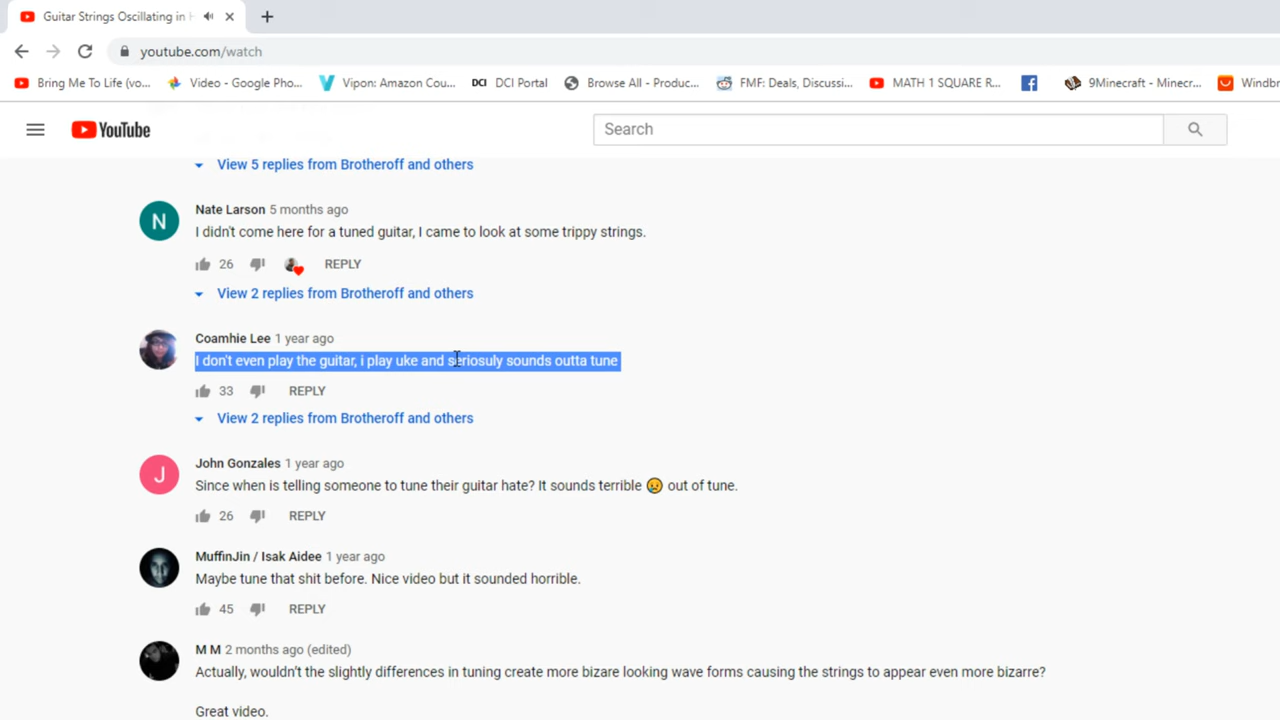 Guitar Strings Oscillating in H
youtube.com/watch
Bring Me To Life (vo... Video - Google Pho... Vipon: Amazon Cou... DCI DCI Portal Browse All - Produc... FMF: Deals, Discussi... MATH 1 SQUARE R... 9Minecraft - Minecr... Windbr
YouTube Search
View 5 replies from Brotheroff and others
Nate Larson 5 months ago
I didn't come here for a tuned guitar, I came to look at some trippy strings.
26 REPLY
View 2 replies from Brotheroff and others
Coamhie Lee 1 year ago
I don't even play the guitar, i play uke and seriosuly sounds outta tune
33 REPLY
View 2 replies from Brotheroff and others
J John Gonzales 1 year ago
Since when is telling someone to tune their guitar hate? It sounds terrible 😥 out of tune.
26 REPLY
MuffinJin / Isak Aidee 1 year ago
Maybe tune that shit before. Nice video but it sounded horrible.
45 REPLY
M M 2 months ago (edited)
Actually, wouldn't the slightly differences in tuning create more bizare looking wave forms causing the strings to appear even more bizarre?
Great video.